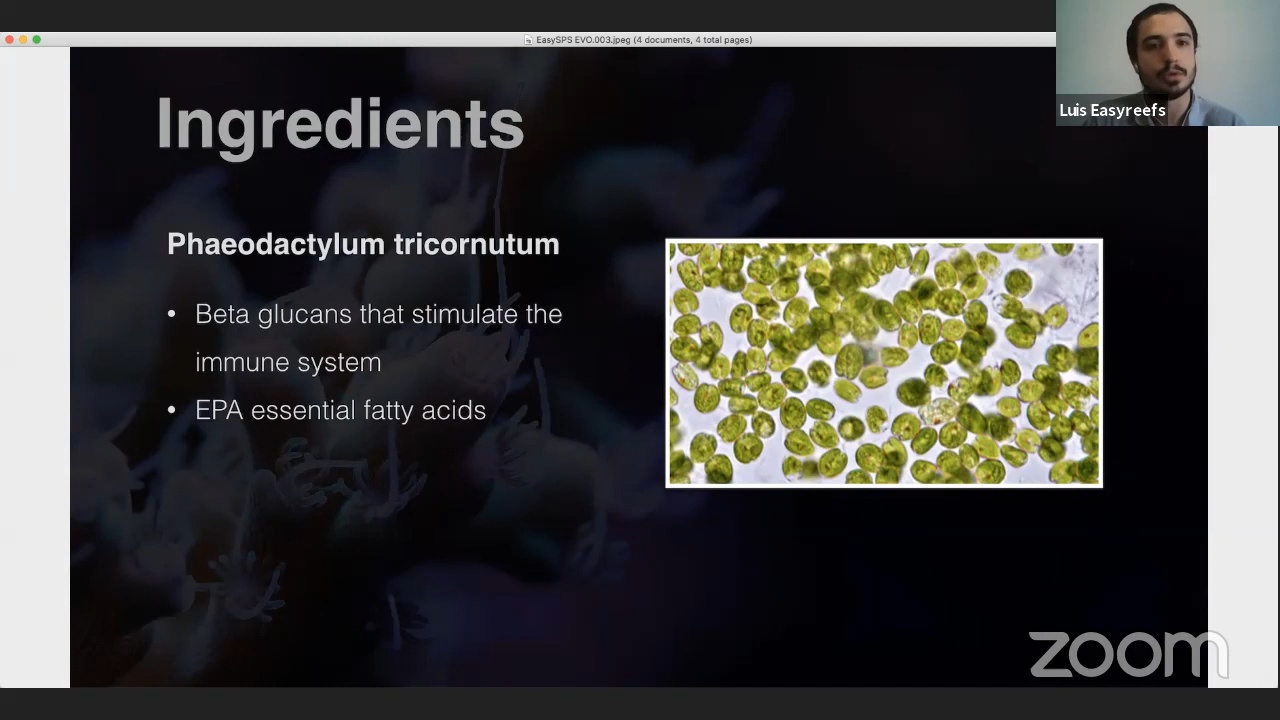 EasySPS EVO.003.jpeg (4 documents, 4 total pages)
Luis Easyreefs
Ingredients
Phaeodactylum tricornutum
• Beta glucans that stimulate the
immune system
• EPA essential fatty acids
zoom